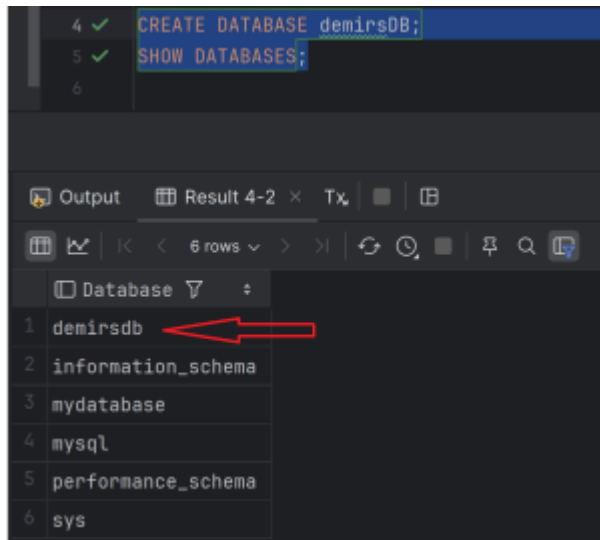 4 CREATE DATABASE demirsDB;
5 SHOW DATABASES;
6
Output Result 4-2 × Tx
6 rows
Database
1 demirsdb
2 information_schema
3 mydatabase
4 mysql
5 performance_schema
6 sys